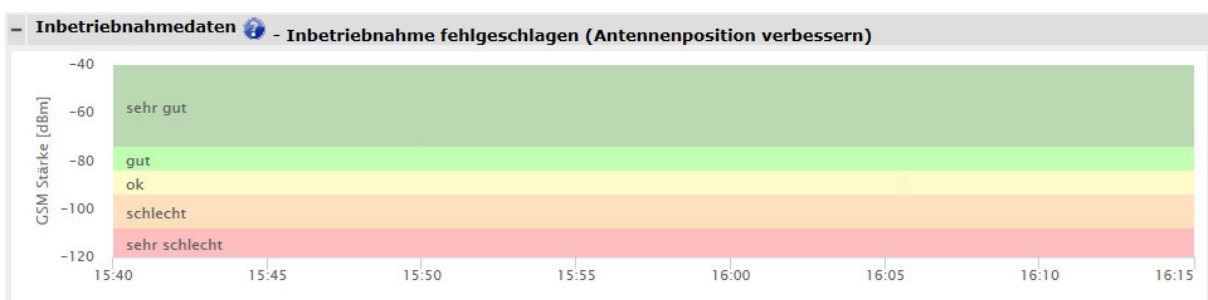 − Inbetriebnahmedaten ? - Inbetriebnahme fehlgeschlagen (Antennenposition verbessern)
GSM Stärke [dBm]
−40
−60
−80
−100
−120
sehr gut
gut
ok
schlecht
sehr schlecht
15:40 15:45 15:50 15:55 16:00 16:05 16:10 16:15